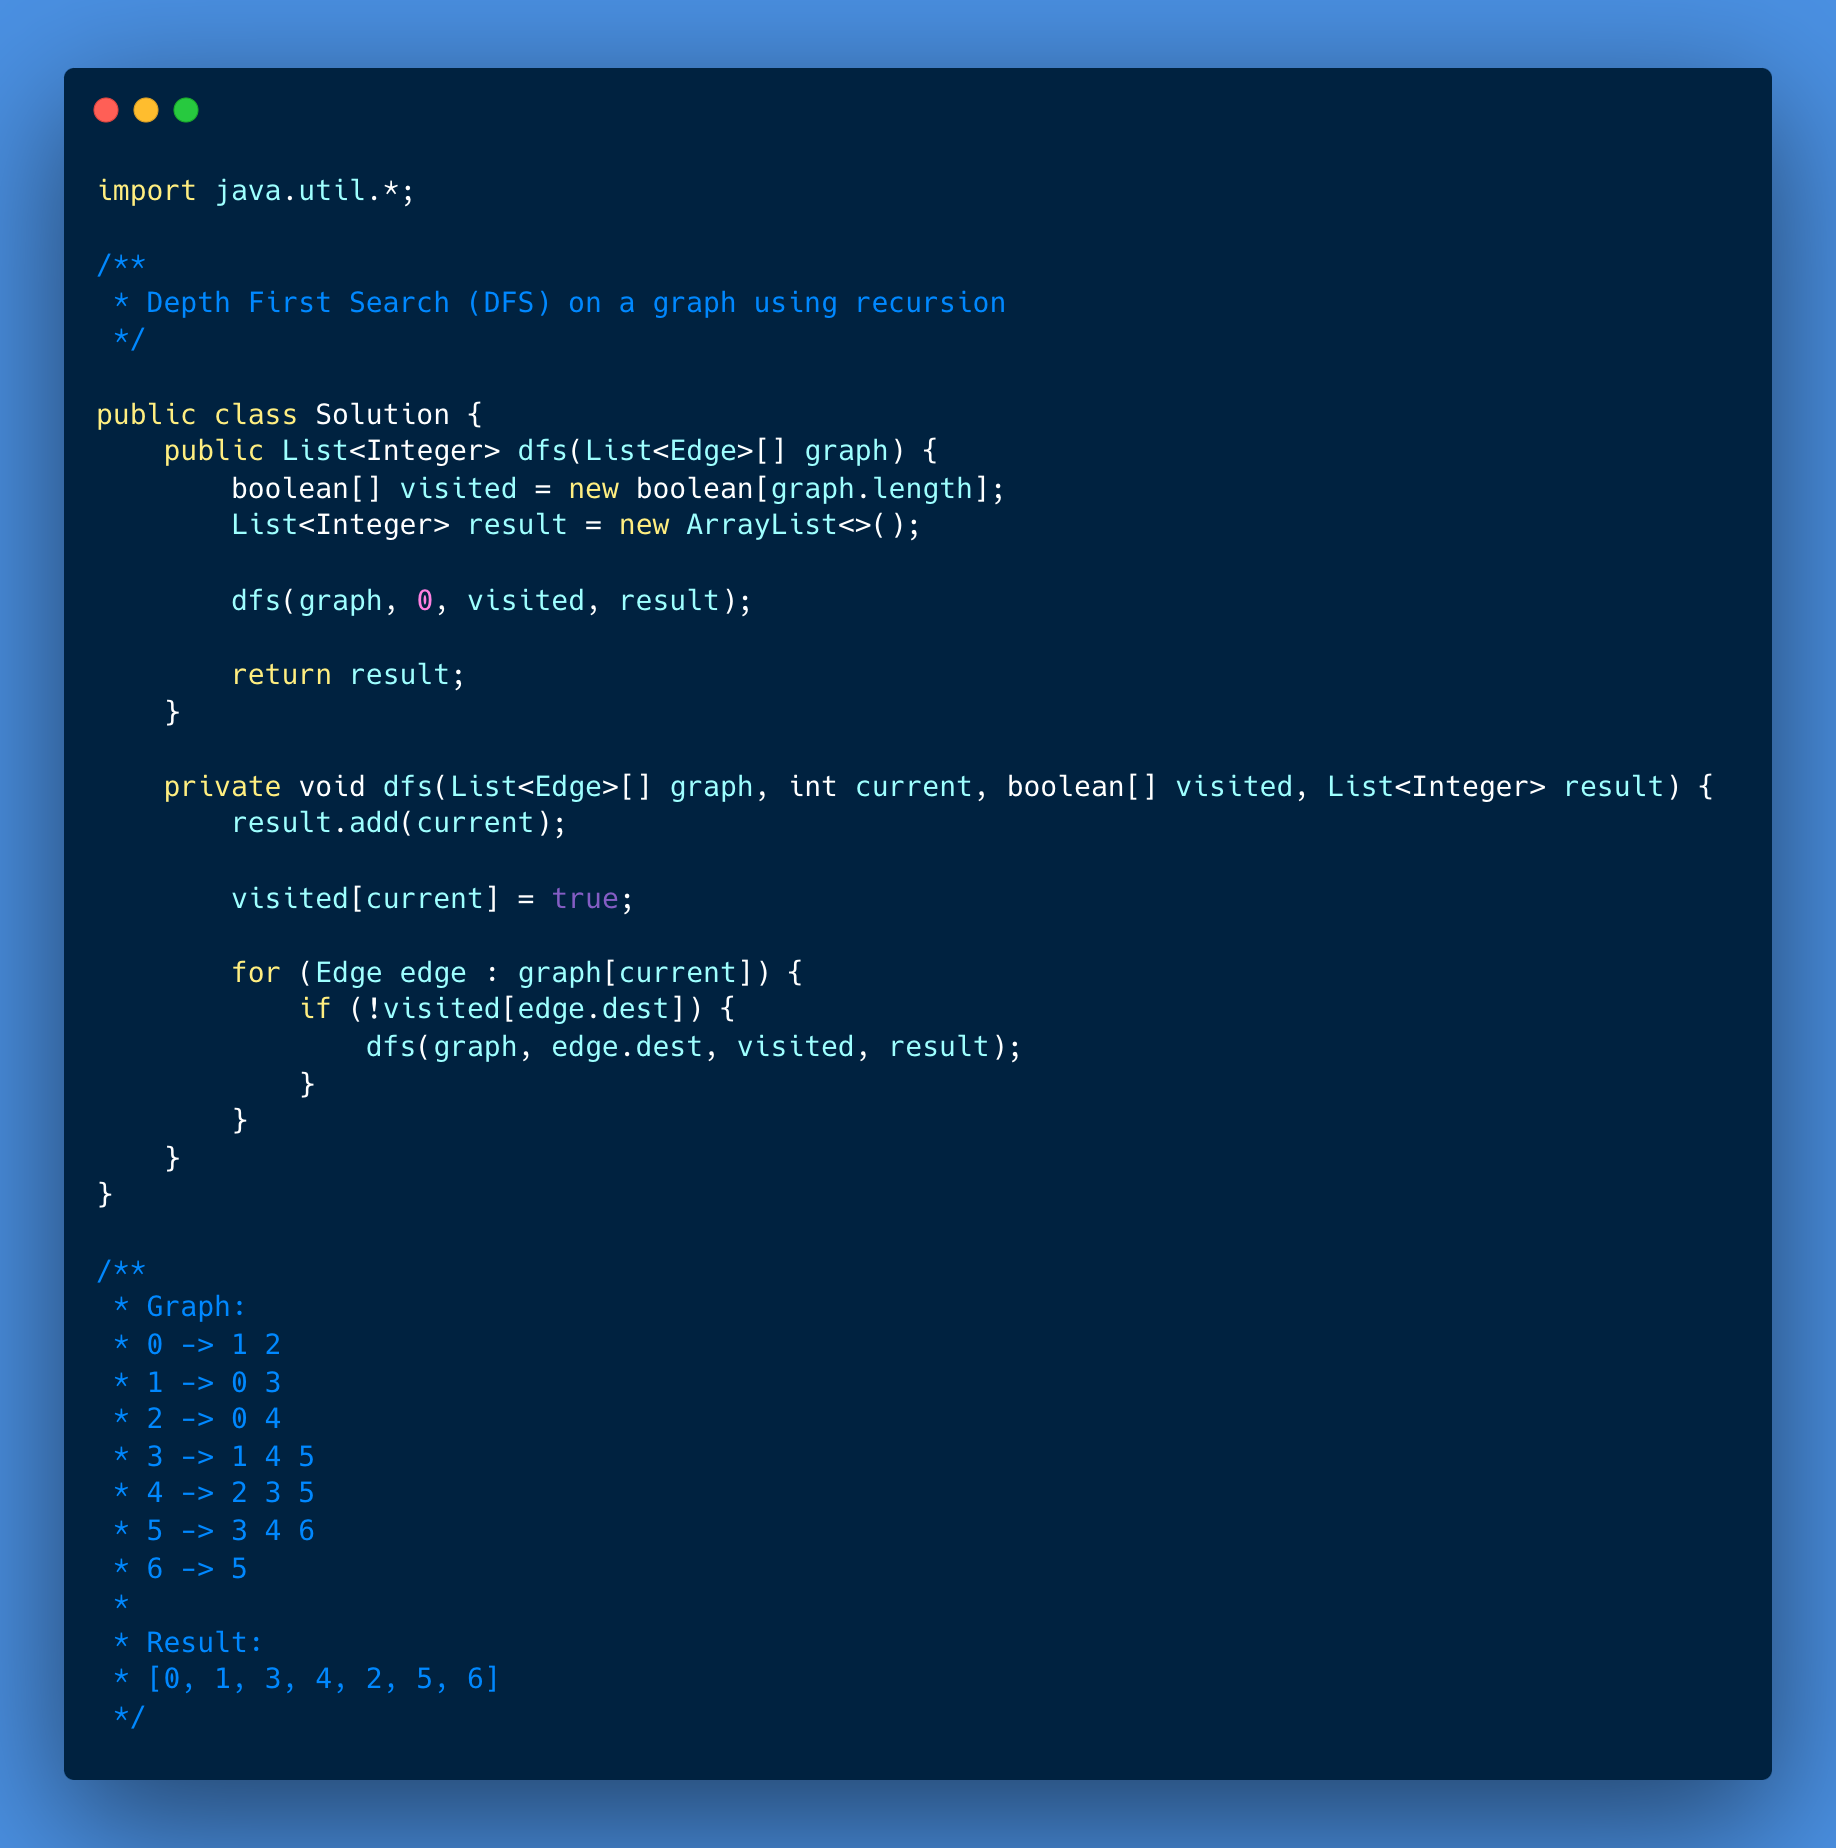 import java.util.*;

/**
 * Depth First Search (DFS) on a graph using recursion
 */

public class Solution {
    public List<Integer> dfs(List<Edge>[] graph) {
        boolean[] visited = new boolean[graph.length];
        List<Integer> result = new ArrayList<>();

        dfs(graph, 0, visited, result);

        return result;
    }

    private void dfs(List<Edge>[] graph, int current, boolean[] visited, List<Integer> result) {
        result.add(current);

        visited[current] = true;

        for (Edge edge : graph[current]) {
            if (!visited[edge.dest]) {
                dfs(graph, edge.dest, visited, result);
            }
        }
    }
}

/**
 * Graph:
 * 0 -> 1 2
 * 1 -> 0 3
 * 2 -> 0 4
 * 3 -> 1 4 5
 * 4 -> 2 3 5
 * 5 -> 3 4 6
 * 6 -> 5
 *
 * Result:
 * [0, 1, 3, 4, 2, 5, 6]
 */